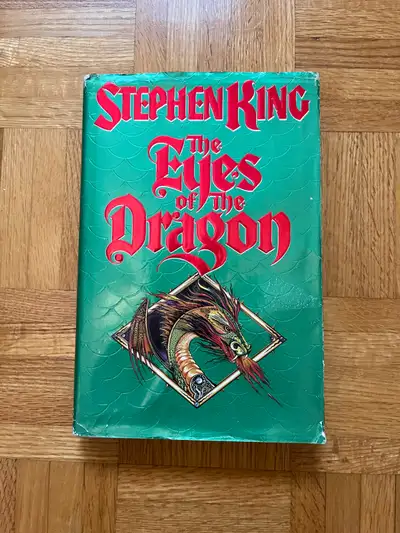 STEPHEN KING
The
Eyes
of The
Dragon